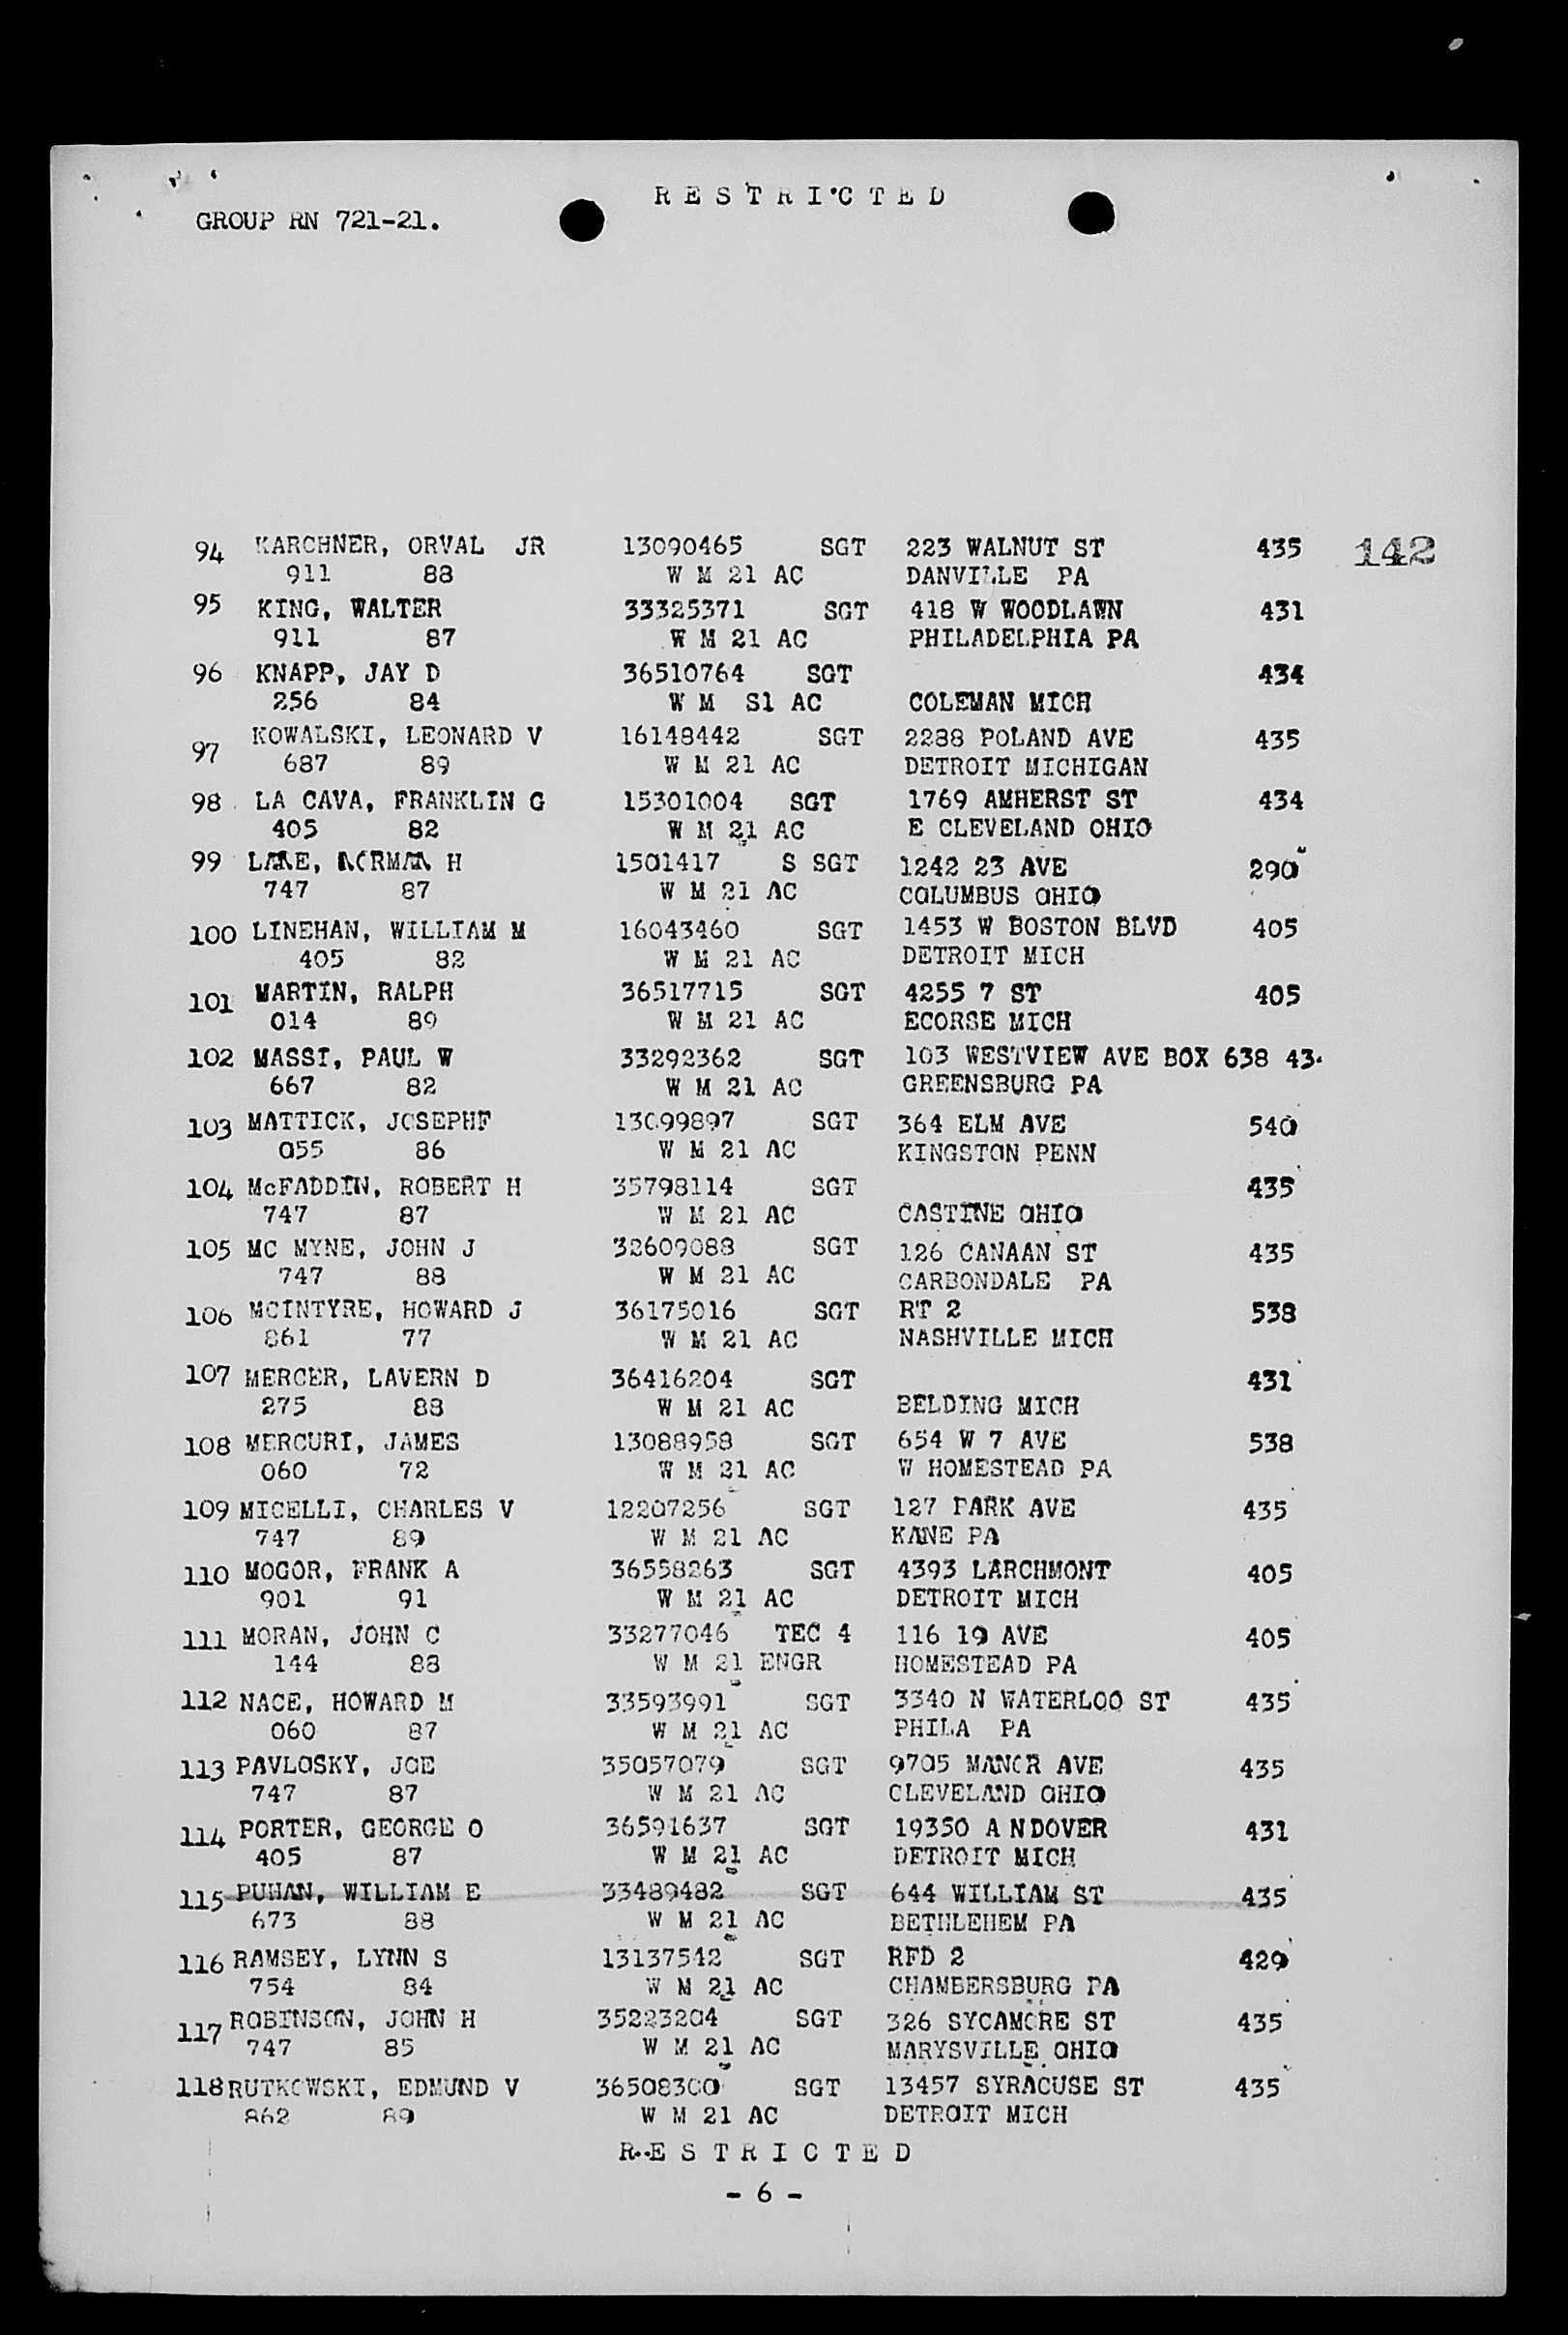 RESTRICTED
GROUP RN 721-21.
94 KARCHNER, ORVAL JR 13090465 SGT 223 WALNUT ST 435 142
911 88 W M 21 AC DANVILLE PA
95 KING, WALTER 33325371 SGT 418 W WOODLAWN 431
911 87 W M 21 AC PHILADELPHIA PA
96 KNAPP, JAY D 36510764 SGT 434
256 84 W M S1 AC COLEMAN MICH
97 KOWALSKI, LEONARD V 16148442 SGT 2288 POLAND AVE 435
687 89 W M 21 AC DETROIT MICHIGAN
98 LA CAVA, FRANKLIN G 15301004 SGT 1769 AMHERST ST 434
405 82 W M 21 AC E CLEVELAND OHIO
99 LANE, NORMAN H 1501417 S SGT 1242 23 AVE 290
747 87 W M 21 AC COLUMBUS OHIO
100 LINEHAN, WILLIAM M 16043460 SGT 1453 W BOSTON BLVD 405
405 82 W M 21 AC DETROIT MICH
101 MARTIN, RALPH 36517715 SGT 4255 7 ST 405
014 89 W M 21 AC ECORSE MICH
102 MASSI, PAUL W 33292362 SGT 103 WESTVIEW AVE BOX 638 43
667 82 W M 21 AC GREENSBURG PA
103 MATTICK, JOSEPHF 13099897 SGT 364 ELM AVE 540
055 86 W M 21 AC KINGSTON PENN
104 McFADDIN, ROBERT H 35798114 SGT 435
747 87 W M 21 AC CASTINE OHIO
105 MC MYNE, JOHN J 32609088 SGT 126 CANAAN ST 435
747 88 W M 21 AC CARBONDALE PA
106 MCINTYRE, HOWARD J 36175016 SGT RT 2 538
861 77 W M 21 AC NASHVILLE MICH
107 MERCER, LAVERN D 36416204 SGT 431
275 88 W M 21 AC BELDING MICH
108 MERCURI, JAMES 13088958 SGT 654 W 7 AVE 538
060 72 W M 21 AC W HOMESTEAD PA
109 MICELLI, CHARLES V 12207256 SGT 127 PARK AVE 435
747 89 W M 21 AC KANE PA
110 MOGOR, FRANK A 36558263 SGT 4393 LARCHMONT 405
901 91 W M 21 AC DETROIT MICH
111 MORAN, JOHN C 33277046 TEC 4 116 19 AVE 405
144 88 W M 21 ENGR HOMESTEAD PA
112 NACE, HOWARD M 33593991 SGT 3340 N WATERLOO ST 435
060 87 W M 21 AC PHILA PA
113 PAVLOSKY, JOE 35057079 SGT 9705 MANOR AVE 435
747 87 W M 21 AC CLEVELAND OHIO
114 PORTER, GEORGE O 36591637 SGT 19350 A NDOVER 431
405 87 W M 21 AC DETROIT MICH
115 PUHAN, WILLIAM E 33489482 SGT 644 WILLIAM ST 435
673 88 W M 21 AC BETHLEHEM PA
116 RAMSEY, LYNN S 13137542 SGT RFD 2 429
754 84 W M 21 AC CHAMBERSBURG PA
117 ROBINSON, JOHN H 35223204 SGT 326 SYCAMORE ST 435
747 85 W M 21 AC MARYSVILLE OHIO
118 RUTKOWSKI, EDMUND V 36508300 SGT 13457 SYRACUSE ST 435
862 89 W M 21 AC DETROIT MICH
RESTRICTED
- 6 -